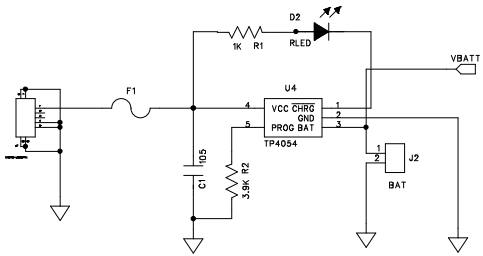 D2
1K R1 RLED
VBATT
F1
U4
4 VCC CHRG 1
GND 2
5 PROG BAT 3
TP4054
105
C1
3.9K R2
1
2
J2
BAT